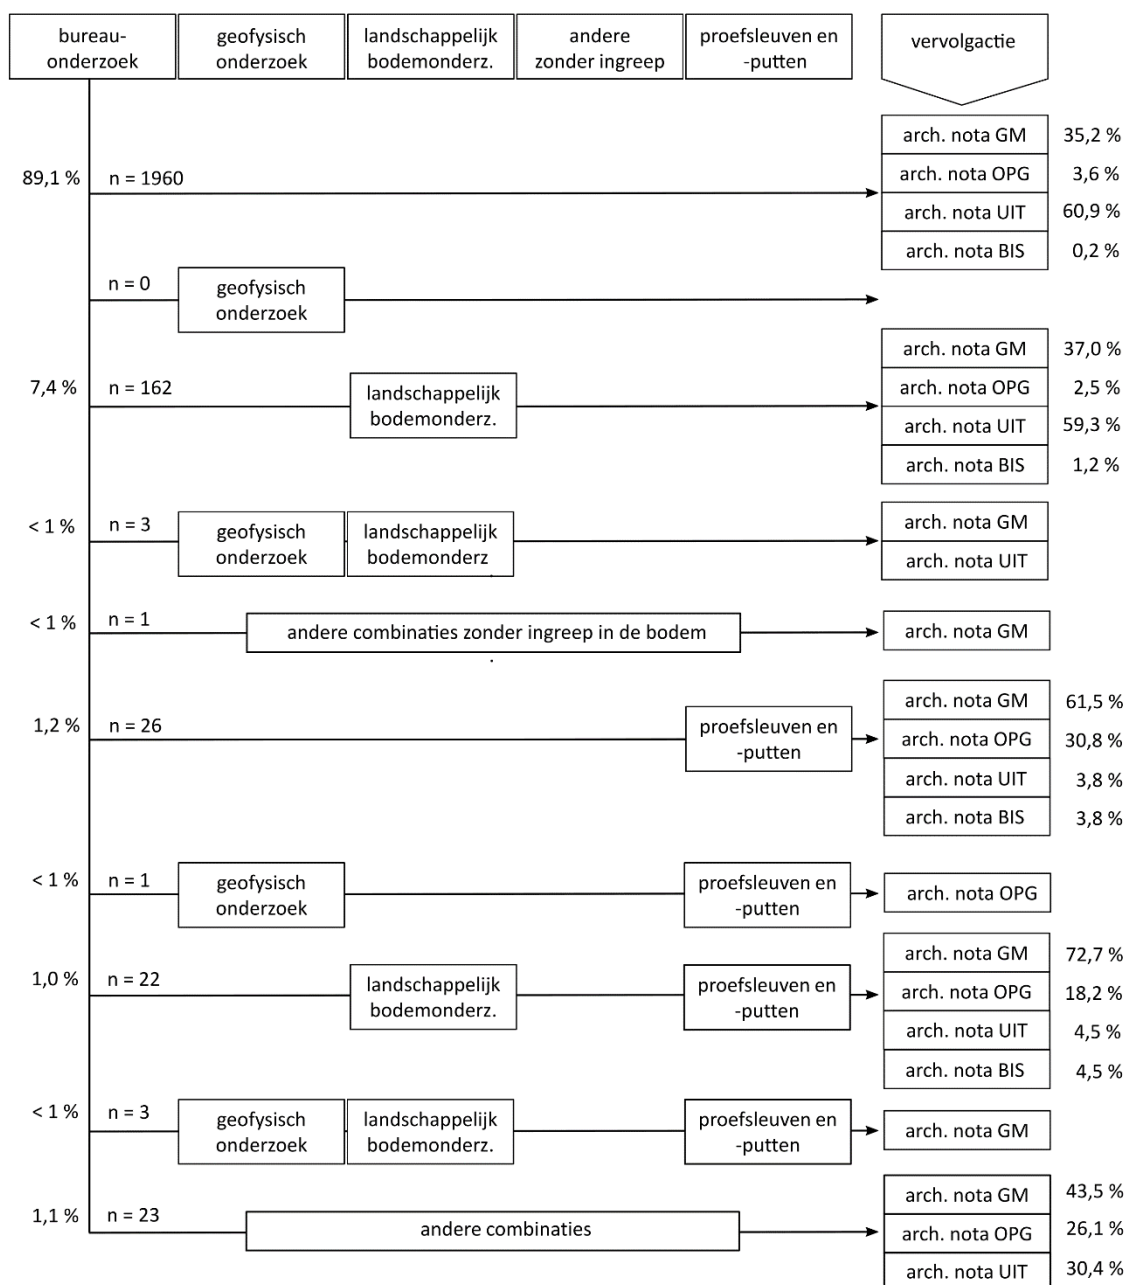 bureau-
onderzoek
geofysisch
onderzoek
landschappelijk
bodemonderz.
andere
zonder ingreep
proefsleuven en
-putten
vervolgactie
89,1 %
n = 1960
arch. nota GM 35,2 %
arch. nota OPG 3,6 %
arch. nota UIT 60,9 %
arch. nota BIS 0,2 %
n = 0
geofysisch
onderzoek
7,4 %
n = 162
landschappelijk
bodemonderz.
arch. nota GM 37,0 %
arch. nota OPG 2,5 %
arch. nota UIT 59,3 %
arch. nota BIS 1,2 %
< 1 %
n = 3
geofysisch
onderzoek
landschappelijk
bodemonderz
.
arch. nota GM
arch. nota UIT
< 1 %
n = 1
andere combinaties zonder ingreep in de bodem
.
arch. nota GM
1,2 %
n = 26
proefsleuven en
-putten
arch. nota GM 61,5 %
arch. nota OPG 30,8 %
arch. nota UIT 3,8 %
arch. nota BIS 3,8 %
< 1 %
n = 1
geofysisch
onderzoek
proefsleuven en
-putten
arch. nota OPG
1,0 %
n = 22
landschappelijk
bodemonderz.
proefsleuven en
-putten
arch. nota GM 72,7 %
arch. nota OPG 18,2 %
arch. nota UIT 4,5 %
arch. nota BIS 4,5 %
< 1 %
n = 3
geofysisch
onderzoek
landschappelijk
bodemonderz.
proefsleuven en
-putten
arch. nota GM
1,1 %
n = 23
andere combinaties
arch. nota GM 43,5 %
arch. nota OPG 26,1 %
arch. nota UIT 30,4 %